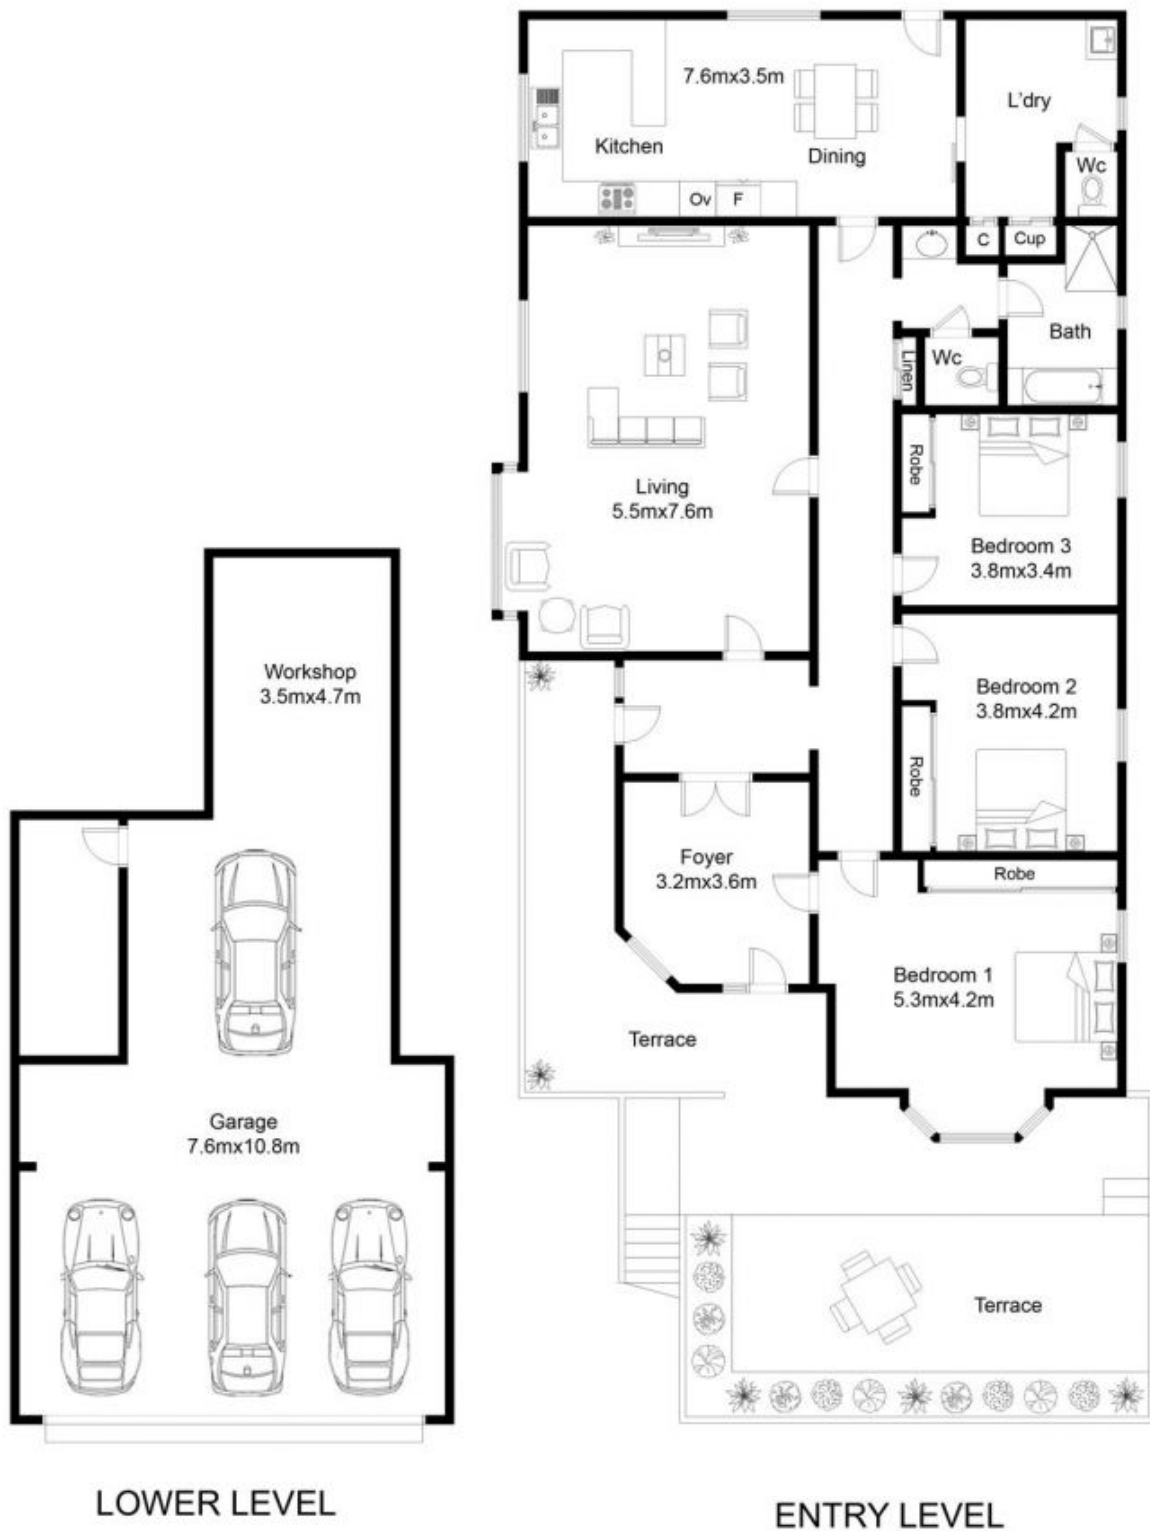 7.6mx3.5m
L'dry
Kitchen
Dining
Wc
Ov
F
C
Cup
Bath
Wc
Linen
Robe
Living
5.5mx7.6m
Bedroom 3
3.8mx3.4m
Workshop
3.5mx4.7m
Bedroom 2
3.8mx4.2m
Robe
Foyer
3.2mx3.6m
Robe
Bedroom 1
5.3mx4.2m
Terrace
Garage
7.6mx10.8m
Terrace
LOWER LEVEL
ENTRY LEVEL